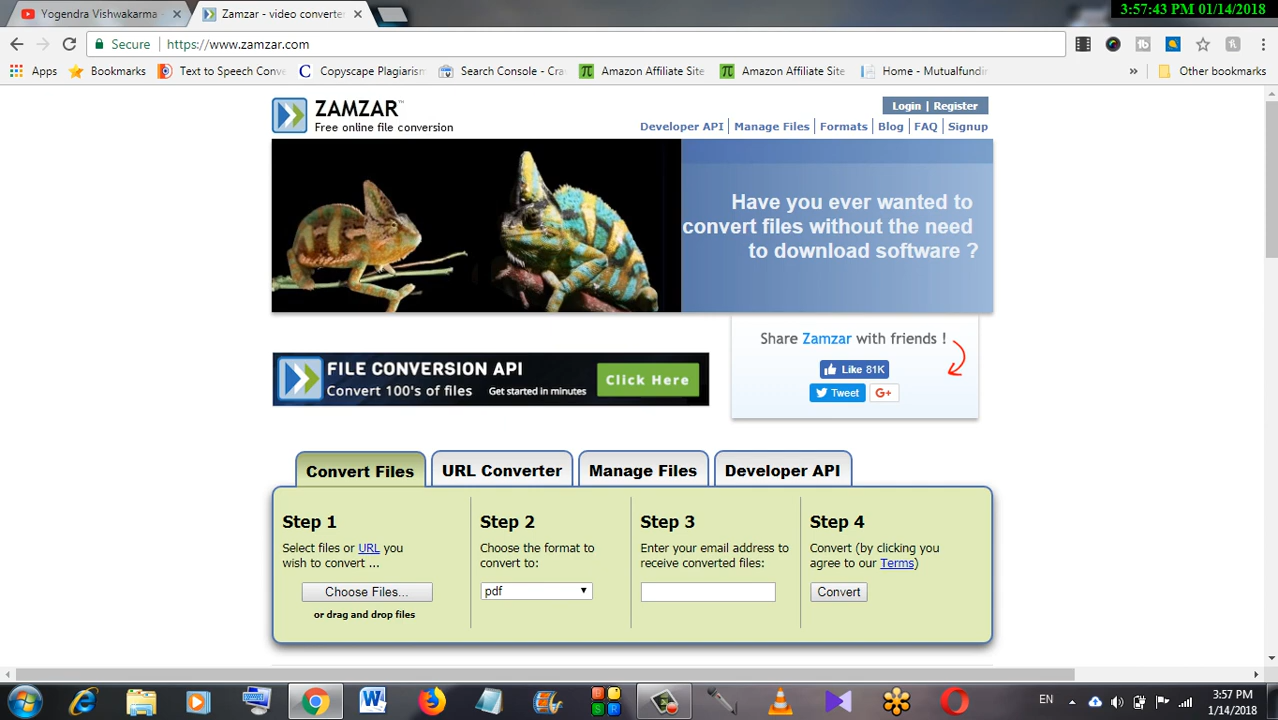 3:57:43 PM 01/14/2018
Yogendra Vishwakarma -
Zamzar - video converte
Secure
https://www.zamzar.com
Apps
Bookmarks
Text to Speech Conv
Copyscape Plagiarism
Search Console - Cra
Amazon Affiliate Site
Amazon Affiliate Site
Home - Mutualfundin
»
Other bookmarks
ZAMZAR™
Login | Register
Free online file conversion
Developer API | Manage Files | Formats | Blog | FAQ | Signup
Have you ever wanted to
convert files without the need
to download software ?
Share Zamzar with friends !
Like 81K
Tweet
G+
FILE CONVERSION API
Convert 100's of files
Get started in minutes
Click Here
Convert Files
URL Converter
Manage Files
Developer API
Step 1
Select files or URL you
wish to convert ...
Choose Files...
or drag and drop files
Step 2
Choose the format to
convert to:
pdf
Step 3
Enter your email address to
receive converted files:
Step 4
Convert (by clicking you
agree to our Terms)
Convert
EN
3:57 PM
1/14/2018